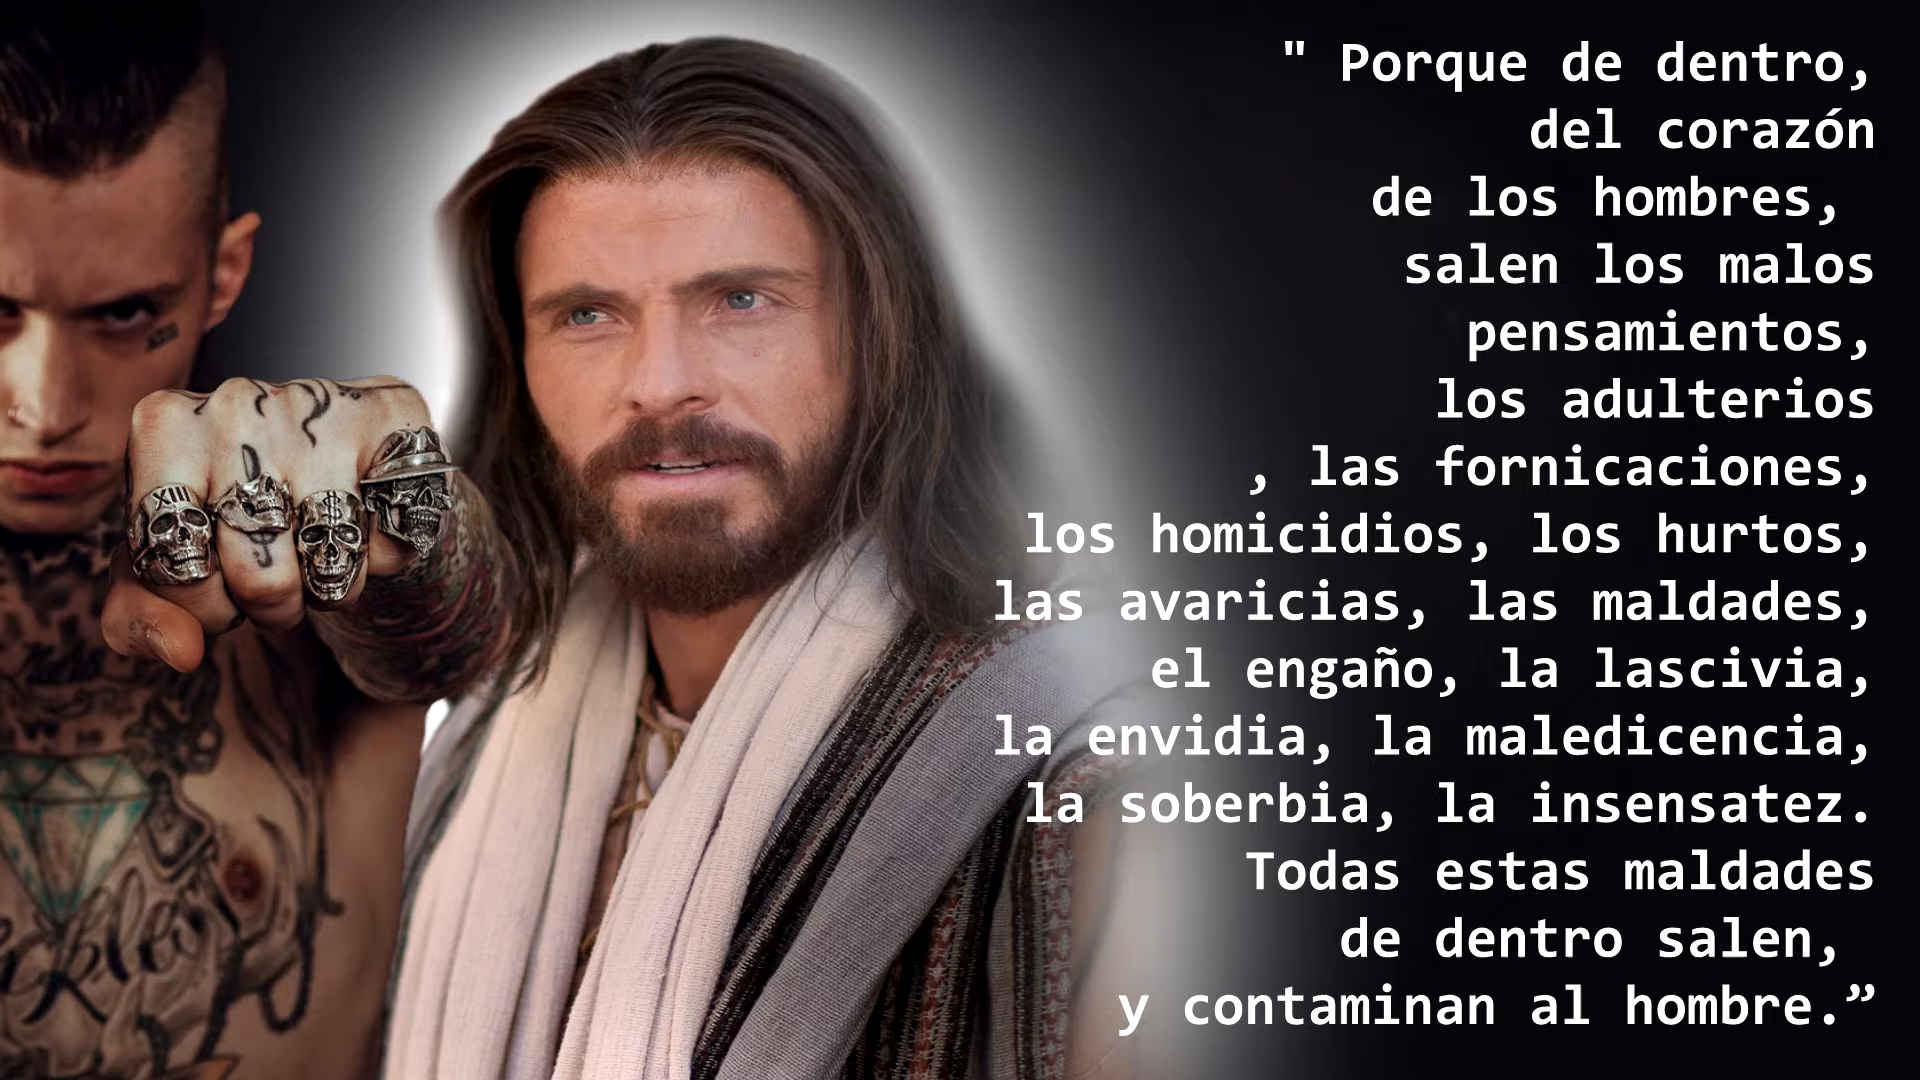 " Porque de dentro,
del corazón
de los hombres,
salen los malos
pensamientos,
los adulterios
, las fornicaciones,
los homicidios, los hurtos,
las avaricias, las maldades,
el engaño, la lascivia,
la envidia, la maledicencia,
la soberbia, la insensatez.
Todas estas maldades
de dentro salen,
y contaminan al hombre.”
XIII